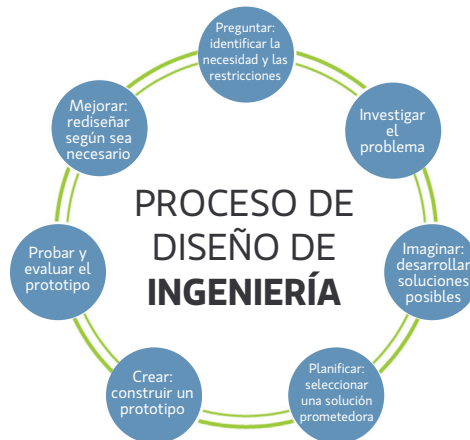 Preguntar:
identificar la
necesidad y las
restricciones
Investigar
el
problema
Imaginar:
desarrollar
soluciones
posibles
Planificar:
seleccionar
una solución
prometedora
Crear:
construir un
prototipo
Probar y
evaluar el
prototipo
Mejorar:
rediseñar
según sea
necesario
PROCESO DE
DISEÑO DE
INGENIERÍA